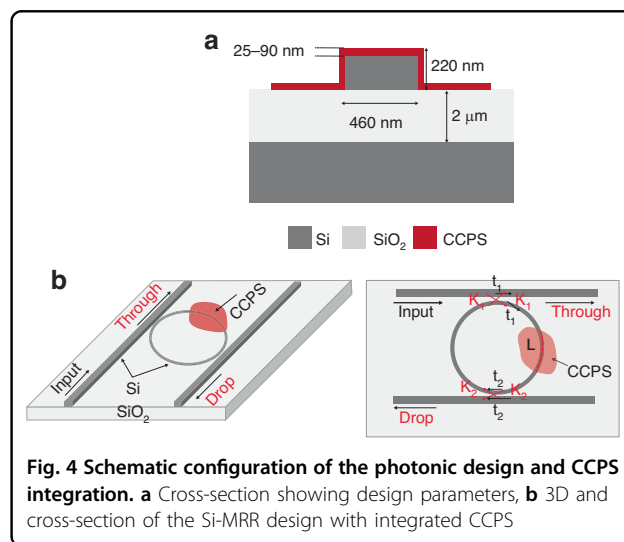 a
25–90 nm
220 nm
460 nm
2 μm
Si SiO₂ CCPS
b
Through
CCPS
Input
Si
Drop
SiO₂
t₁
K₁ K₁
t₁
Input Through
L
CCPS
t₂
K₂ K₂
t₂
Drop
Fig. 4 Schematic configuration of the photonic design and CCPS
integration. a Cross-section showing design parameters, b 3D and
cross-section of the Si-MRR design with integrated CCPS